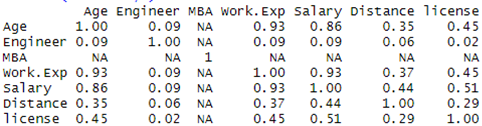 Age Engineer MBA Work.Exp Salary Distance license
Age 1.00 0.09 NA 0.93 0.86 0.35 0.45
Engineer 0.09 1.00 NA 0.09 0.09 0.06 0.02
MBA NA NA 1 NA NA NA NA
Work.Exp 0.93 0.09 NA 1.00 0.93 0.37 0.45
Salary 0.86 0.09 NA 0.93 1.00 0.44 0.51
Distance 0.35 0.06 NA 0.37 0.44 1.00 0.29
license 0.45 0.02 NA 0.45 0.51 0.29 1.00